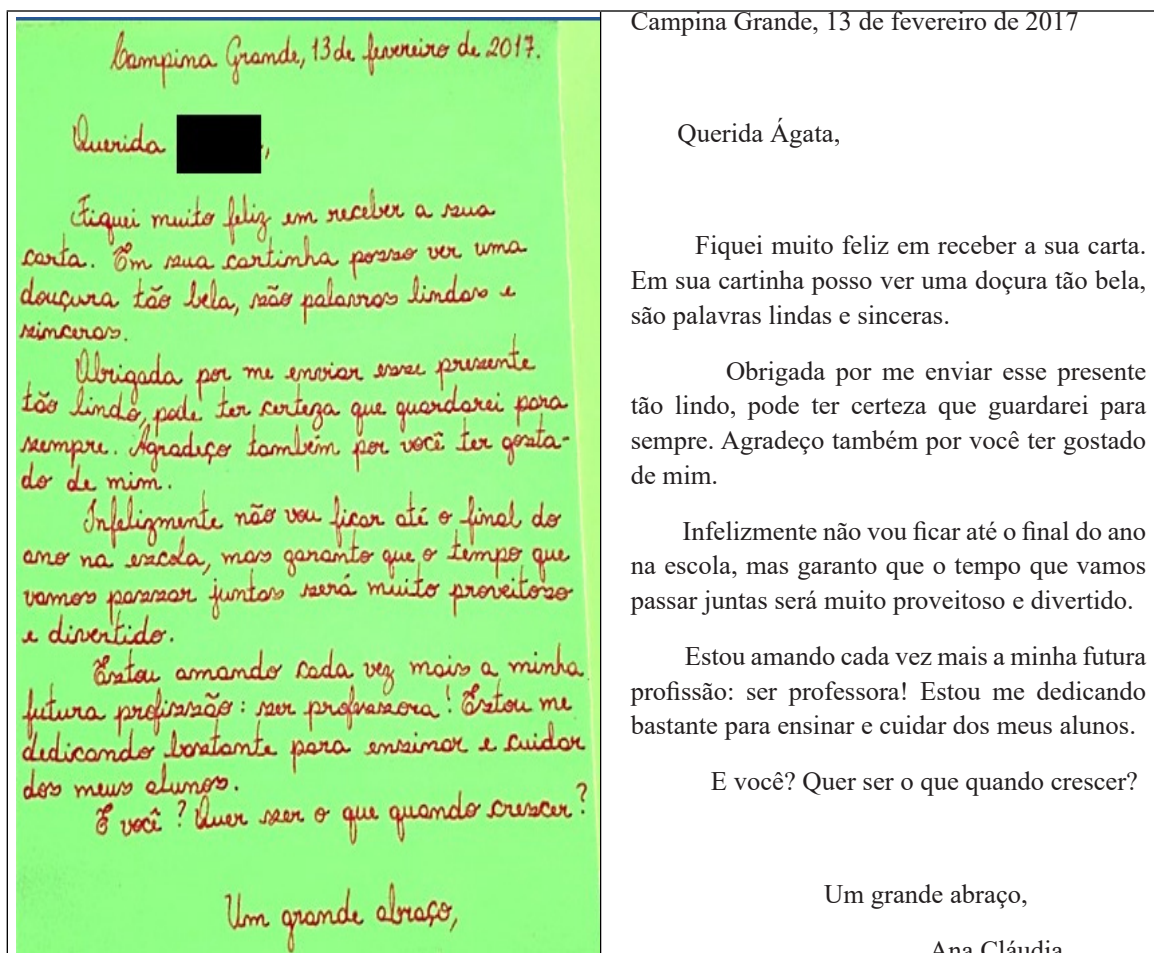 Campina Grande, 13 de fevereiro de 2017.
Querida ,
Fiquei muito feliz em receber a sua
carta. Em sua cartinha posso ver uma
douçura tão bela, são palavras lindas e
sinceras.
Obrigada por me enviar esse presente
tão lindo, pode ter certeza que guardarei para
sempre. Agradeço também por você ter gosta-
do de mim.
Infelizmente não vou ficar até o final do
ano na escola, mas garanto que o tempo que
vamos passar juntas será muito proveitoso
e divertido.
Estou amando cada vez mais a minha
futura profissão: ser professora! Estou me
dedicando bastante para ensinar e cuidar
dos meus alunos.
E você? Quer ser o que quando crescer?
Um grande abraço,
Campina Grande, 13 de fevereiro de 2017
Querida Ágata,
Fiquei muito feliz em receber a sua carta.
Em sua cartinha posso ver uma doçura tão bela,
são palavras lindas e sinceras.
Obrigada por me enviar esse presente
tão lindo, pode ter certeza que guardarei para
sempre. Agradeço também por você ter gostado
de mim.
Infelizmente não vou ficar até o final do ano
na escola, mas garanto que o tempo que vamos
passar juntas será muito proveitoso e divertido.
Estou amando cada vez mais a minha futura
profissão: ser professora! Estou me dedicando
bastante para ensinar e cuidar dos meus alunos.
E você? Quer ser o que quando crescer?
Um grande abraço,
Ana Cláudia